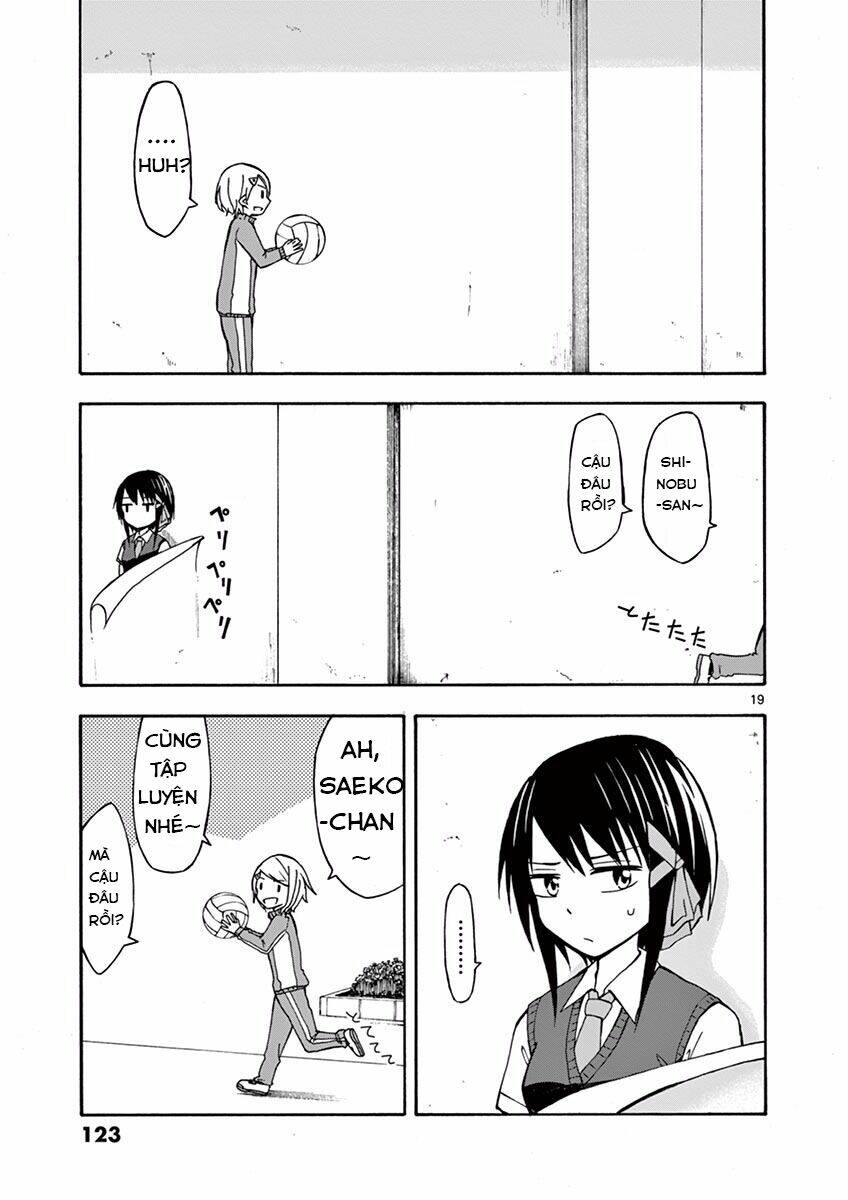 ....
HUH?
SHI-
NOBU
-SAN~
CẬU
ĐÂU
RỒI?
とたたた
ペリペリペリ
19
AH,
SAEKO
-CHAN
~
CÙNG
TẬP
LUYỆN
NHÉ~
MÀ
CẬU
ĐÂU
RỒI?
.........
123